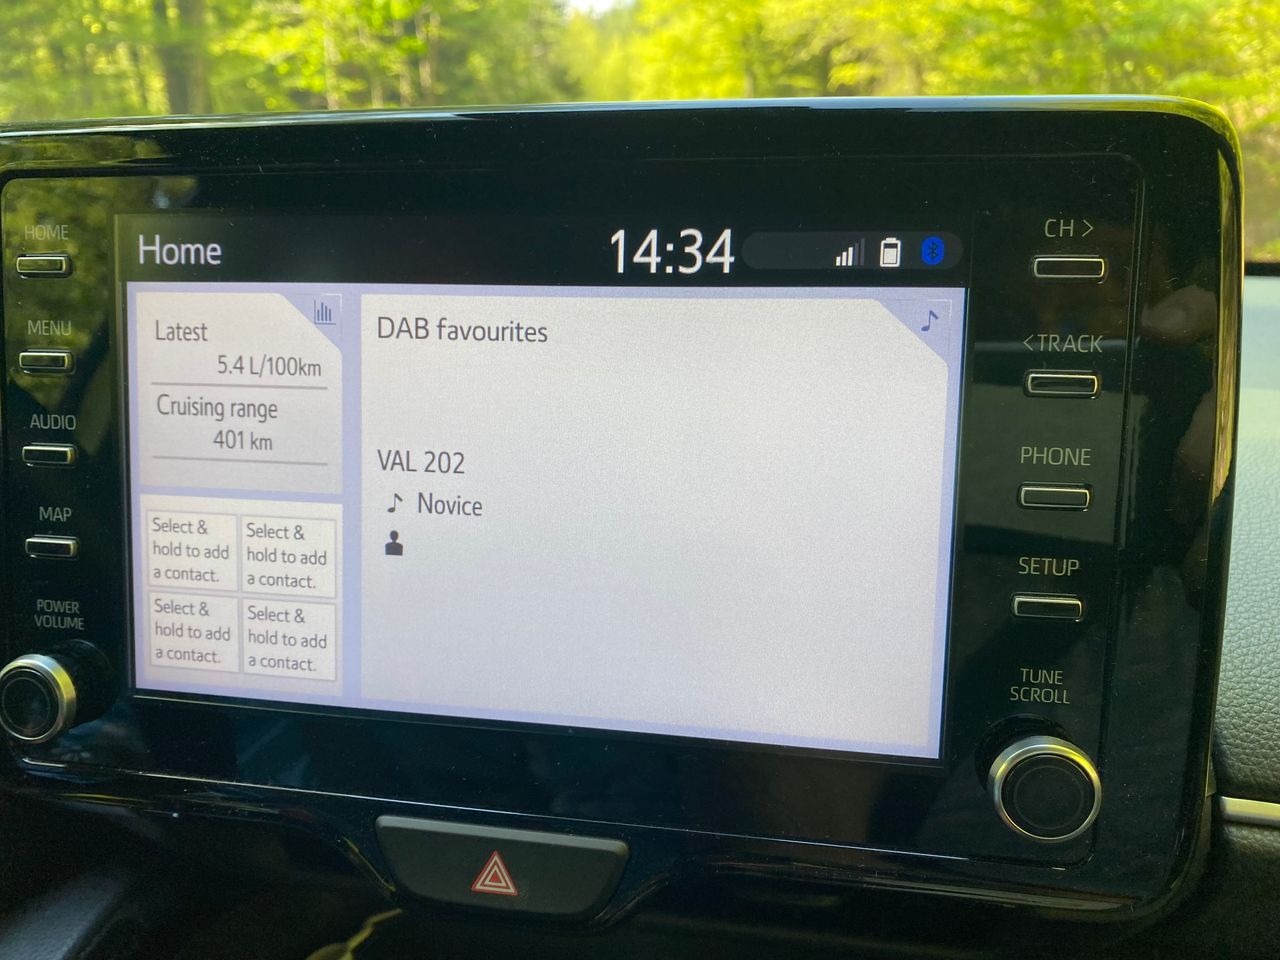 HOME
MENU
AUDIO
MAP
POWER
VOLUME
Home
14:34
Latest
5.4 L/100km
Cruising range
401 km
Select &
hold to add
a contact.
Select &
hold to add
a contact.
Select &
hold to add
a contact.
Select &
hold to add
a contact.
DAB favourites
VAL 202
Novice
CH >
<TRACK
PHONE
SETUP
TUNE
SCROLL